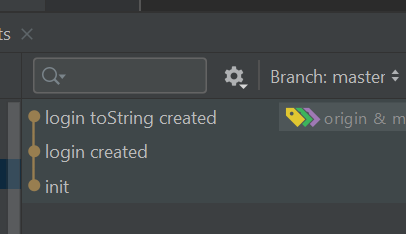 ts
Branch: master
login toString created
origin & m
login created
init